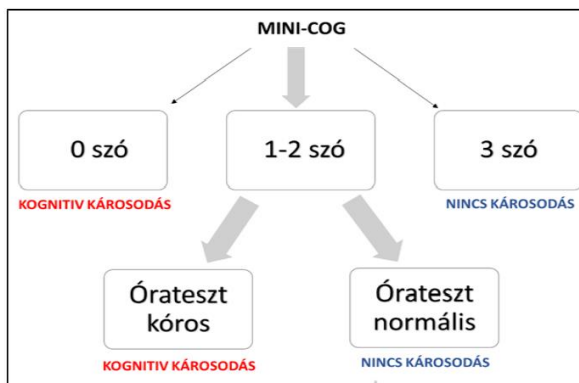 MINI-COG
0 szó
1-2 szó
3 szó
KOGNITIV KÁROSODÁS
NINCS KÁROSODÁS
Órateszt
kóros
Órateszt
normális
KOGNITIV KÁROSODÁS
NINCS KÁROSODÁS